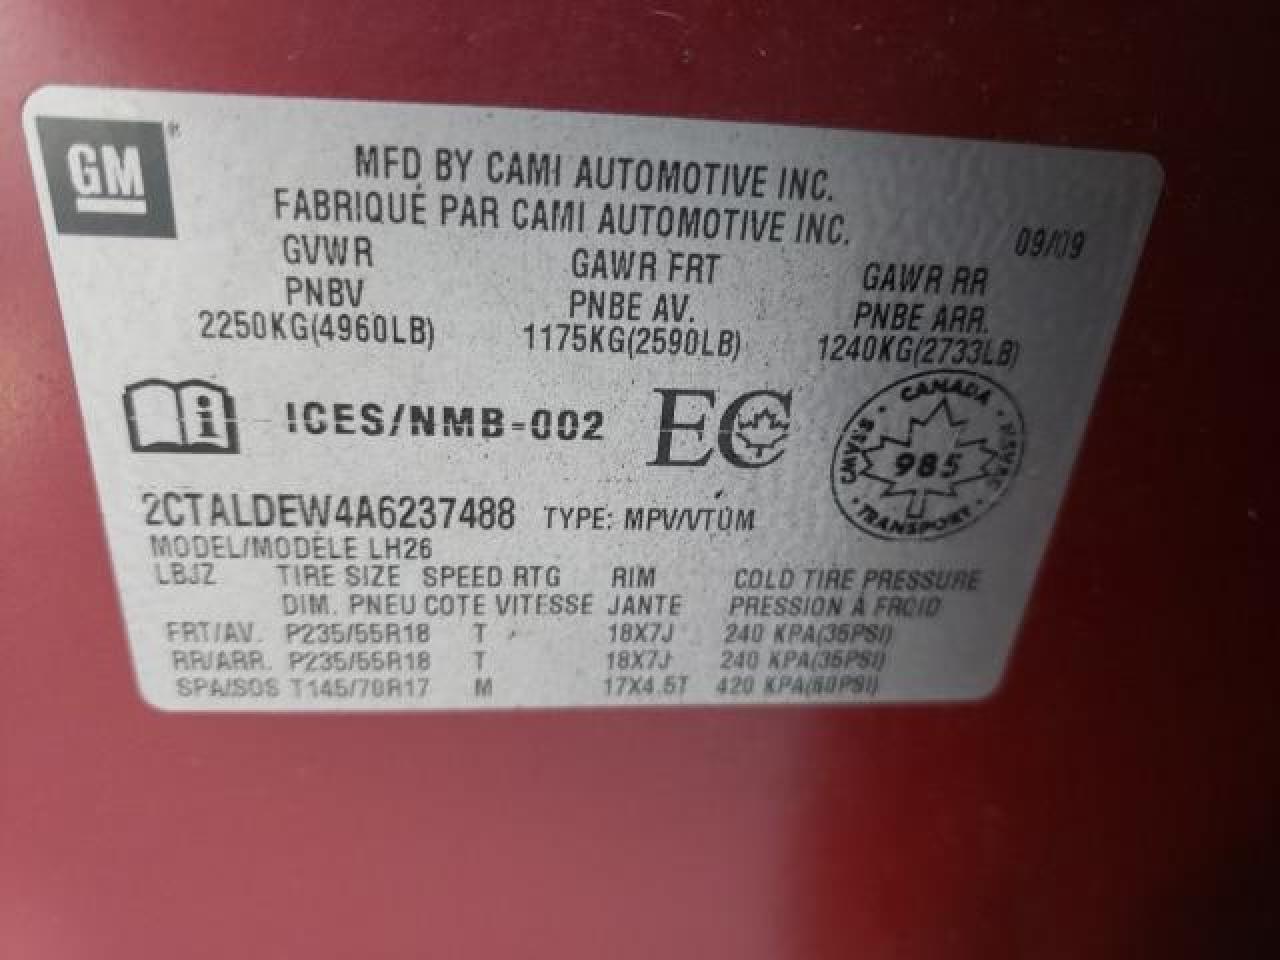 GM
MFD BY CAMI AUTOMOTIVE INC.
FABRIQUÉ PAR CAMI AUTOMOTIVE INC.
09/09
GVWR GAWR FRT GAWR RR
PNBV PNBE AV. PNBE ARR.
2250KG(4960LB) 1175KG(2590LB) 1240KG(2733LB)
i ICES/NMB-002 EC
CANADA
985
TRANSPORT
2CTALDEW4A6237488 TYPE: MPV/VTUM
MODEL/MODÈLE LH26
LBJZ TIRE SIZE SPEED RTG RIM COLD TIRE PRESSURE
DIM. PNEU COTE VITESSE JANTE PRESSION À FROID
FRT/AV. P235/55R18 T 18X7J 240 KPA(35PSI)
RR/ARR. P235/55R18 T 18X7J 240 KPA(35PSI)
SPA/SOS T145/70R17 M 17X4.5T 420 KPA(60PSI)